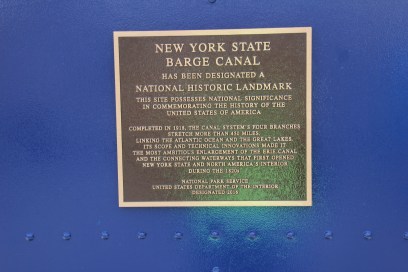 NEW YORK STATE
BARGE CANAL
HAS BEEN DESIGNATED A
NATIONAL HISTORIC LANDMARK
THIS SITE POSSESSES NATIONAL SIGNIFICANCE
IN COMMEMORATING THE HISTORY OF THE
UNITED STATES OF AMERICA
COMPLETED IN 1918, THE CANAL SYSTEM'S FOUR BRANCHES
STRETCH MORE THAN 450 MILES,
LINKING THE ATLANTIC OCEAN AND THE GREAT LAKES.
ITS SCOPE AND TECHNICAL INNOVATIONS MADE IT
THE MOST AMBITIOUS ENLARGEMENT OF THE ERIE CANAL
AND THE CONNECTING WATERWAYS THAT FIRST OPENED
NEW YORK STATE AND NORTH AMERICA'S INTERIOR
DURING THE 1820s
NATIONAL PARK SERVICE
UNITED STATES DEPARTMENT OF THE INTERIOR
DESIGNATED 2016